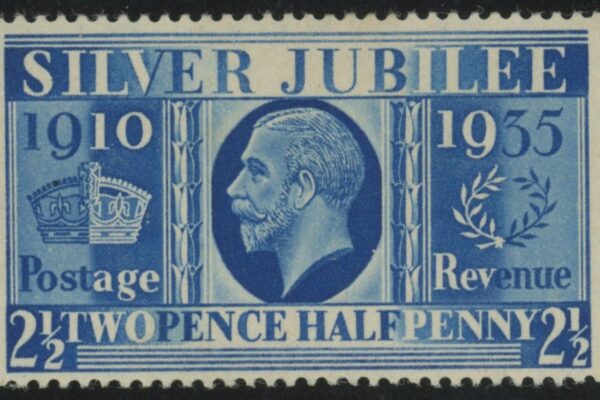 SILVER JUBILEE
1910 1935
Postage Revenue
2½ TWOPENCE HALFPENNY 2½